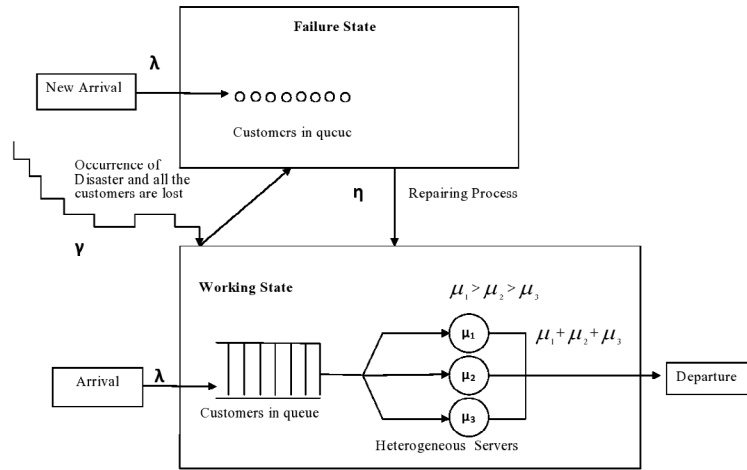 Failure State
λ
New Arrival
Customers in queue
Occurrence of
Disaster and all the
customers are lost
γ
η
Repairing Process
Working State
μ₁ > μ₂ > μ₃
μ₁
μ₁ + μ₂ + μ₃
μ₂
μ₃
Arrival
λ
Customers in queue
Departure
Heterogeneous Servers